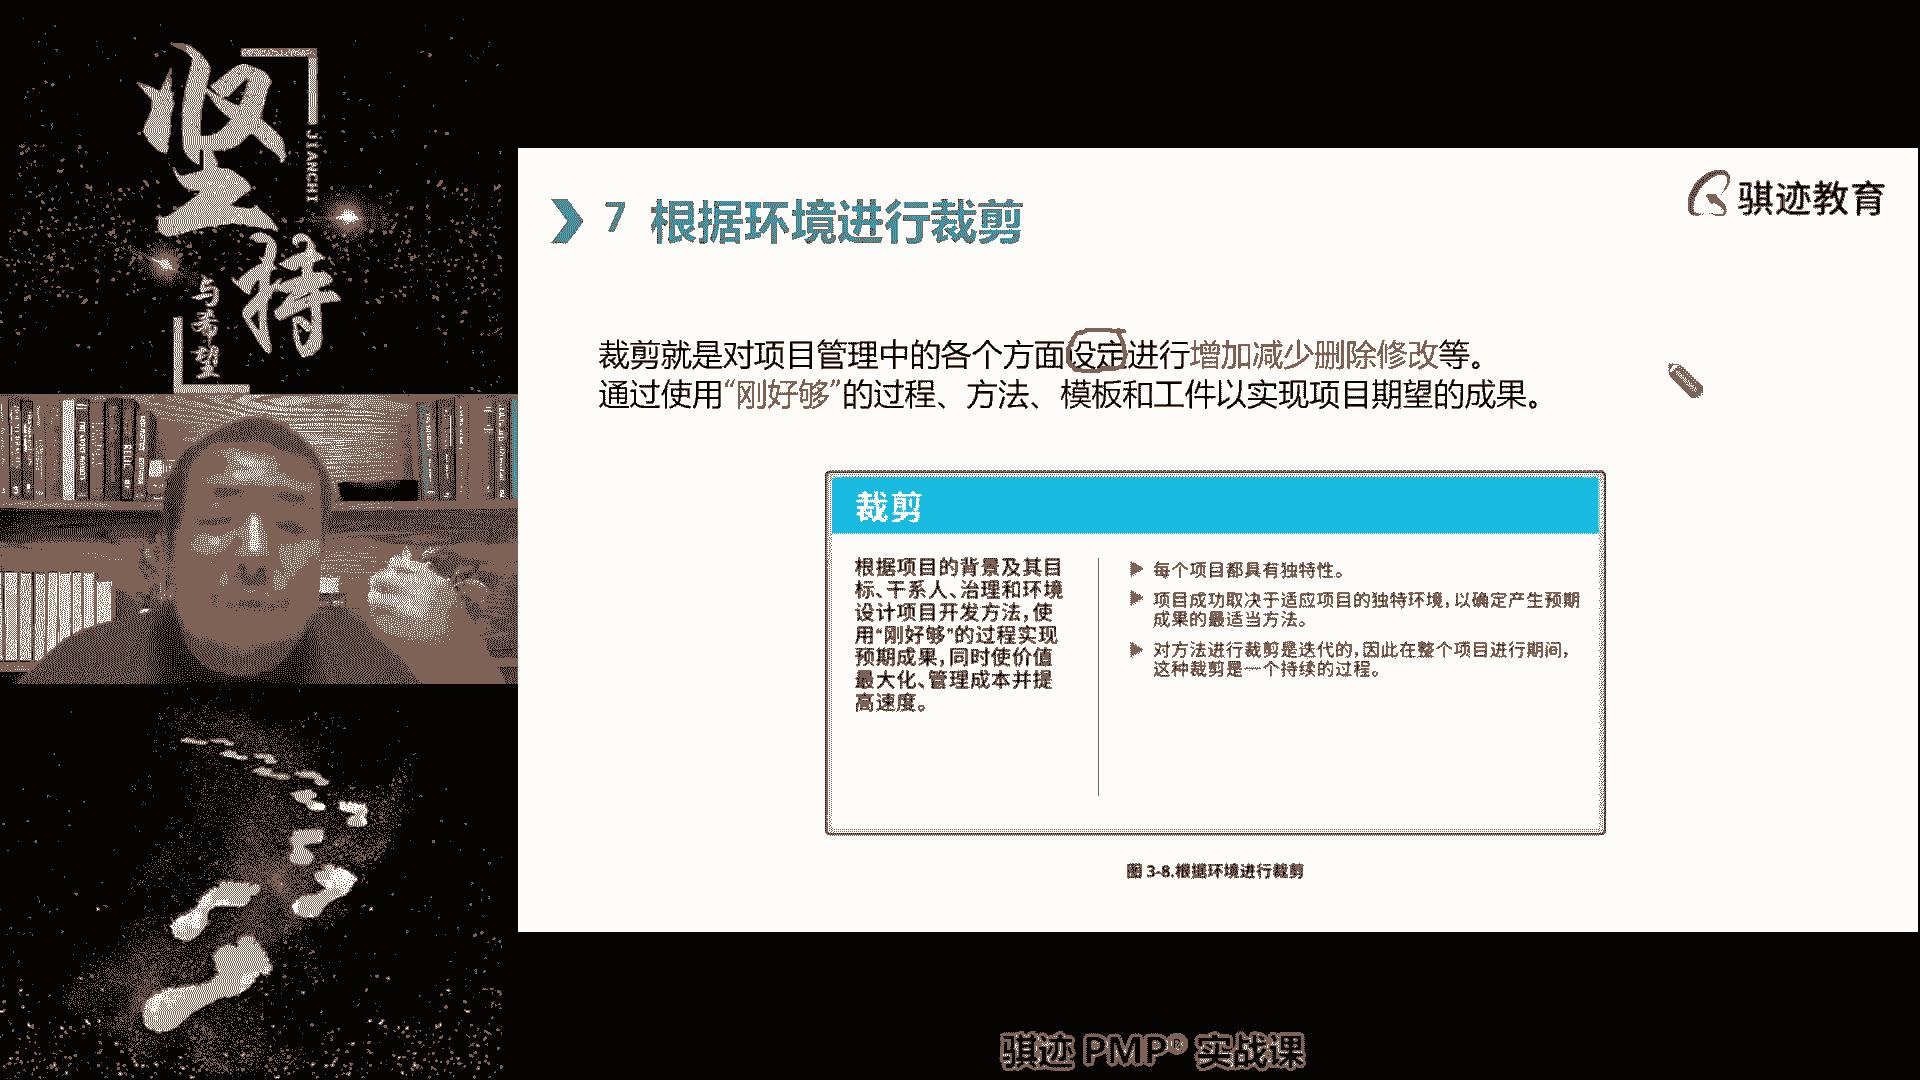 坚持
JIANCHI
与希望
骐迹教育
7 根据环境进行裁剪
裁剪就是对项目管理中的各个方面设定进行增加减少删除修改等。
通过使用“刚好够”的过程、方法、模板和工件以实现项目期望的成果。
裁剪
根据项目的背景及其目
标、干系人、治理和环境
设计项目开发方法,使
用“刚好够”的过程实现
预期成果,同时使价值
最大化、管理成本并提
高速度。
每个项目都具有独特性。
项目成功取决于适应项目的独特环境,以确定产生预期
成果的最适当方法。
对方法进行裁剪是迭代的,因此在整个项目进行期间,
这种裁剪是一个持续的过程。
图 3-8.根据环境进行裁剪
骐迹 PMP® 实战课